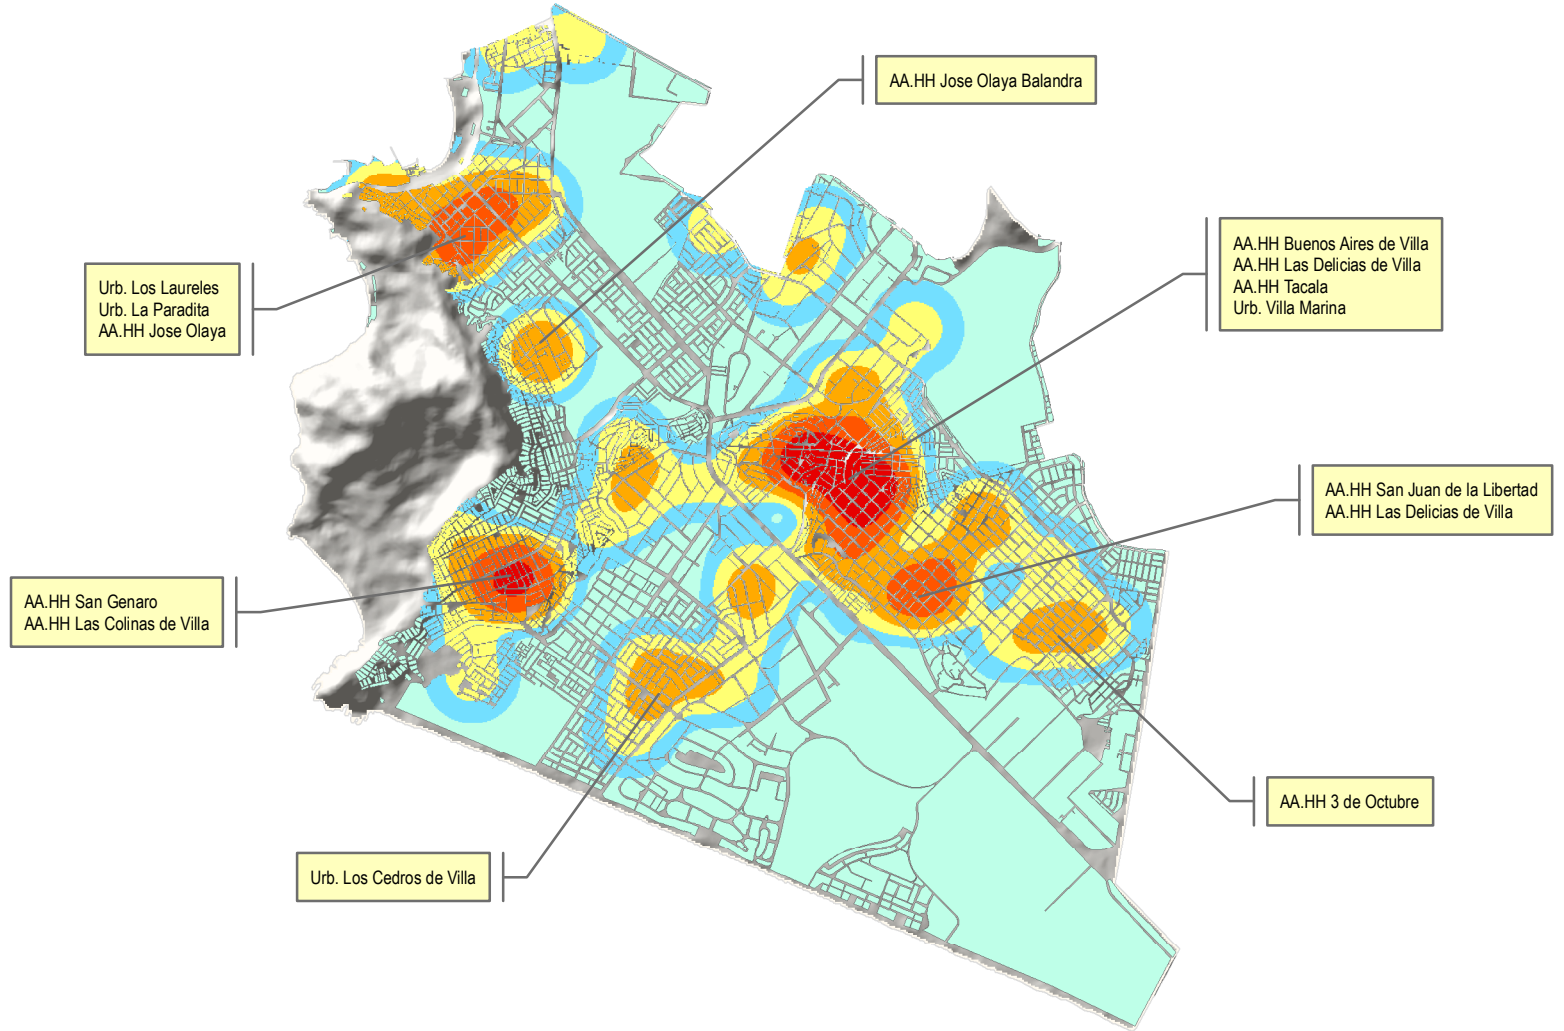 AA.HH Jose Olaya Balandra
AA.HH Buenos Aires de Villa
AA.HH Las Delicias de Villa
AA.HH Tacala
Urb. Villa Marina
Urb. Los Laureles
Urb. La Paradita
AA.HH Jose Olaya
AA.HH San Juan de la Libertad
AA.HH Las Delicias de Villa
AA.HH San Genaro
AA.HH Las Colinas de Villa
AA.HH 3 de Octubre
Urb. Los Cedros de Villa